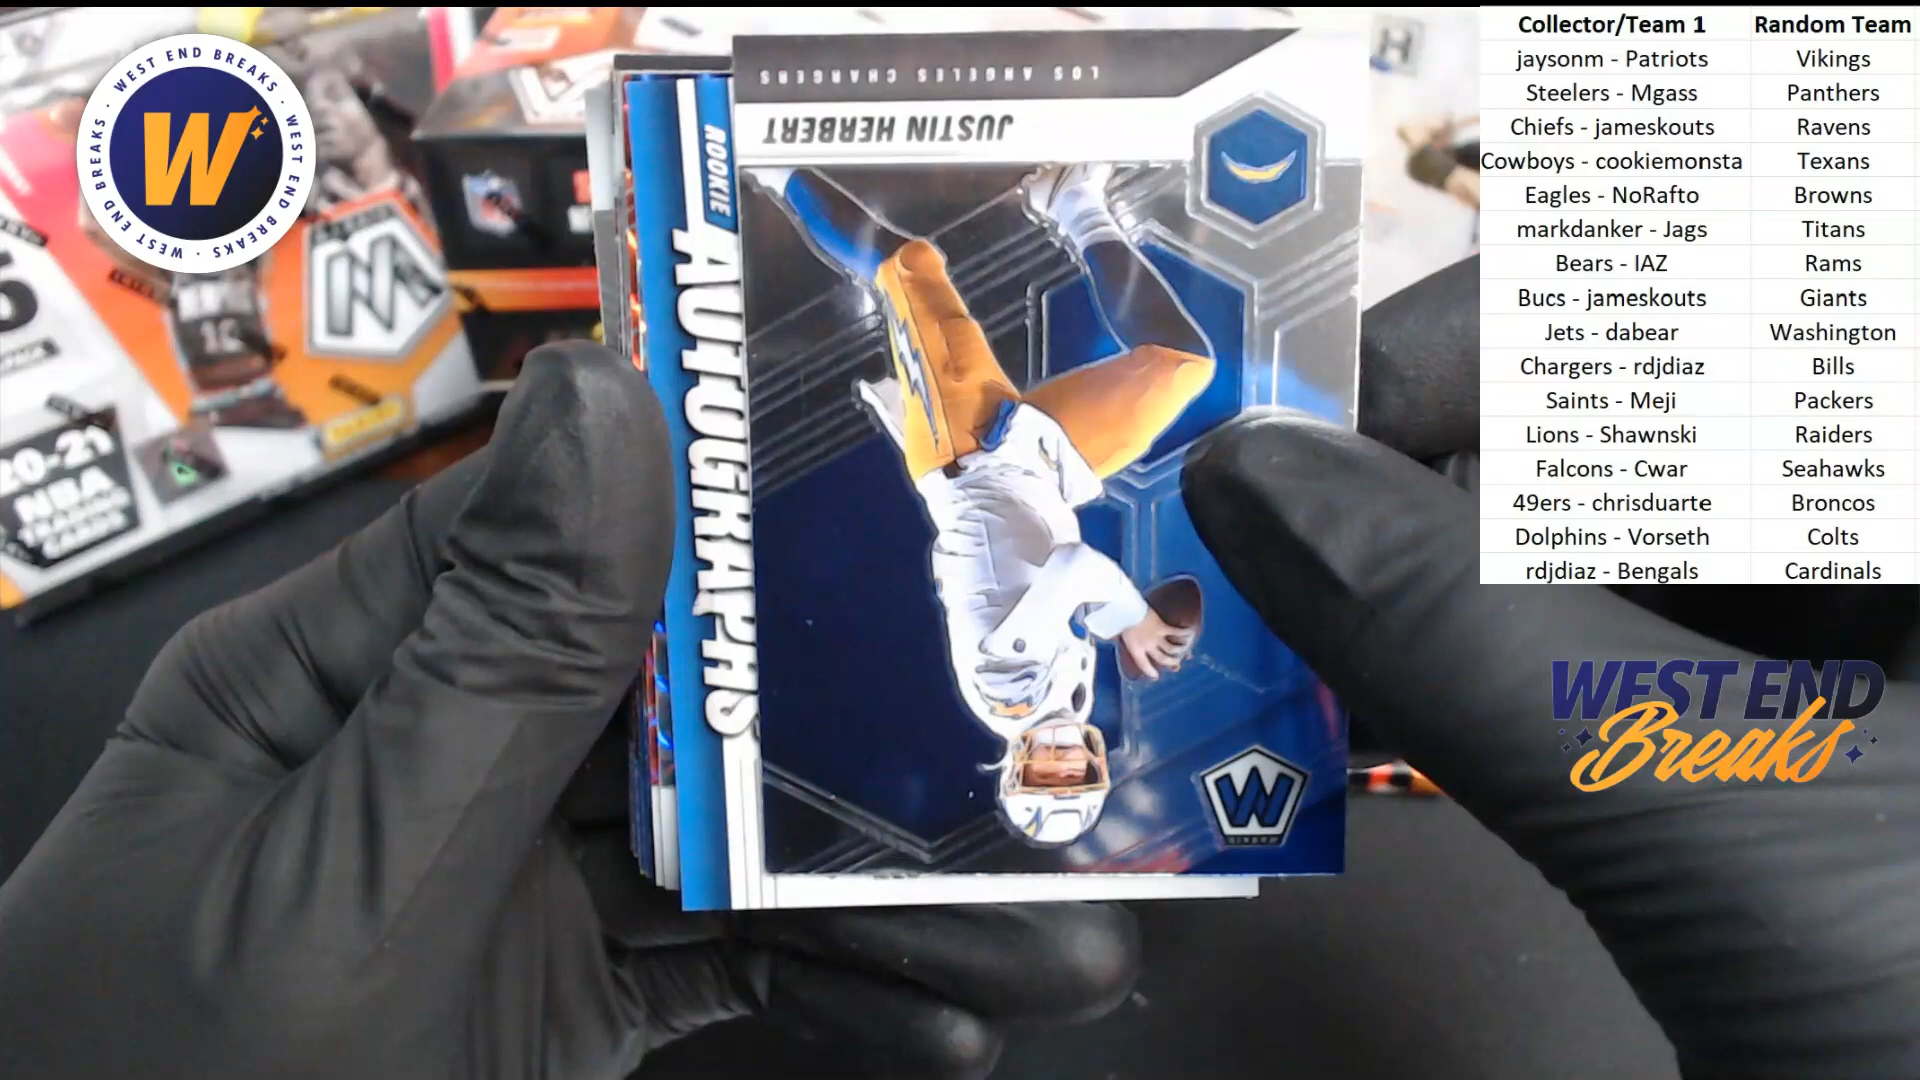 WEST END BREAKS · WEST END BREAKS · WEST END BREAKS ·
W
Collector/Team 1 Random Team
jaysonm - Patriots Vikings
Steelers - Mgass Panthers
Chiefs - jameskouts Ravens
Cowboys - cookiemonsta Texans
Eagles - NoRafto Browns
markdanker - Jags Titans
Bears - IAZ Rams
Bucs - jameskouts Giants
Jets - dabear Washington
Chargers - rdjdiaz Bills
Saints - Meji Packers
Lions - Shawnski Raiders
Falcons - Cwar Seahawks
49ers - chrisduarte Broncos
Dolphins - Vorseth Colts
rdjdiaz - Bengals Cardinals
LOS ANGELES CHARGERS
JUSTIN HERBERT
ROOKIE
AUTOGRAPHS
20-21
NBA
TRADING
CARDS
WEST END
Breaks